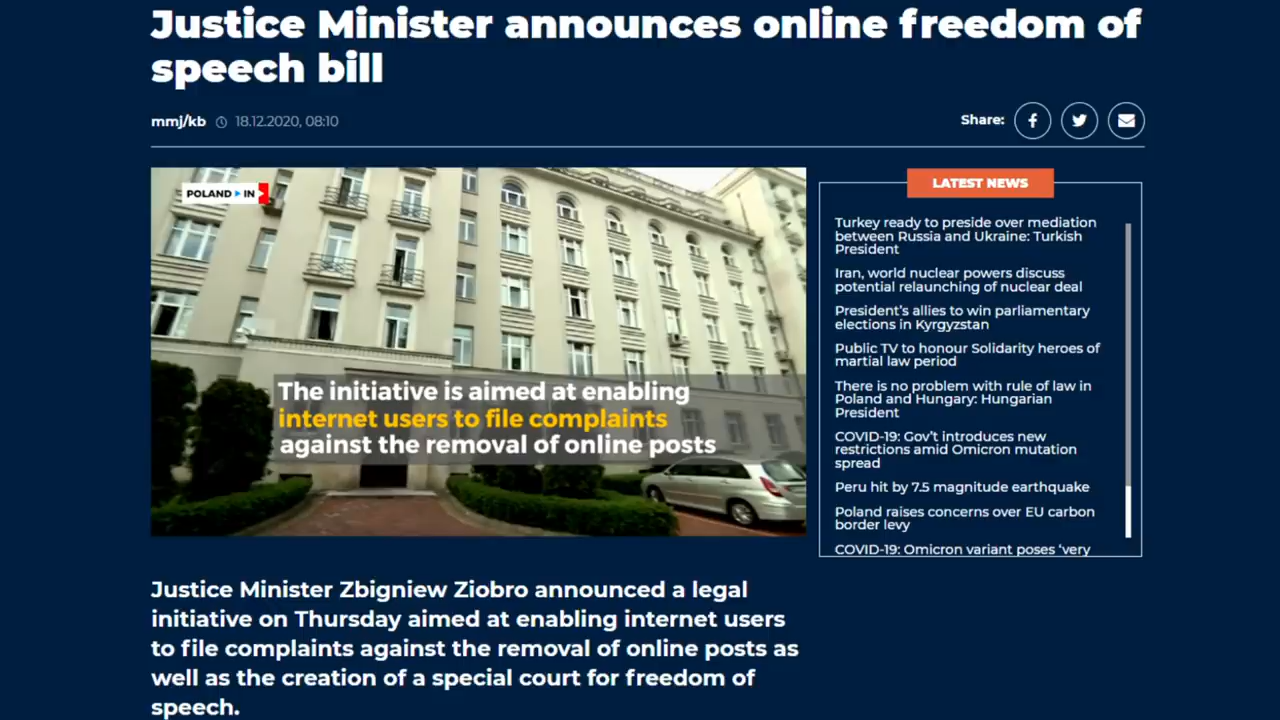 Justice Minister announces online freedom of
speech bill
mmj/kb 18.12.2020, 08:10
Share:
POLAND IN
The initiative is aimed at enabling
internet users to file complaints
against the removal of online posts
LATEST NEWS
Turkey ready to preside over mediation
between Russia and Ukraine: Turkish
President
Iran, world nuclear powers discuss
potential relaunching of nuclear deal
President’s allies to win parliamentary
elections in Kyrgyzstan
Public TV to honour Solidarity heroes of
martial law period
There is no problem with rule of law in
Poland and Hungary: Hungarian
President
COVID-19: Gov’t introduces new
restrictions amid Omicron mutation
spread
Peru hit by 7.5 magnitude earthquake
Poland raises concerns over EU carbon
border levy
COVID-19: Omicron variant poses ‘very
Justice Minister Zbigniew Ziobro announced a legal
initiative on Thursday aimed at enabling internet users
to file complaints against the removal of online posts as
well as the creation of a special court for freedom of
speech.